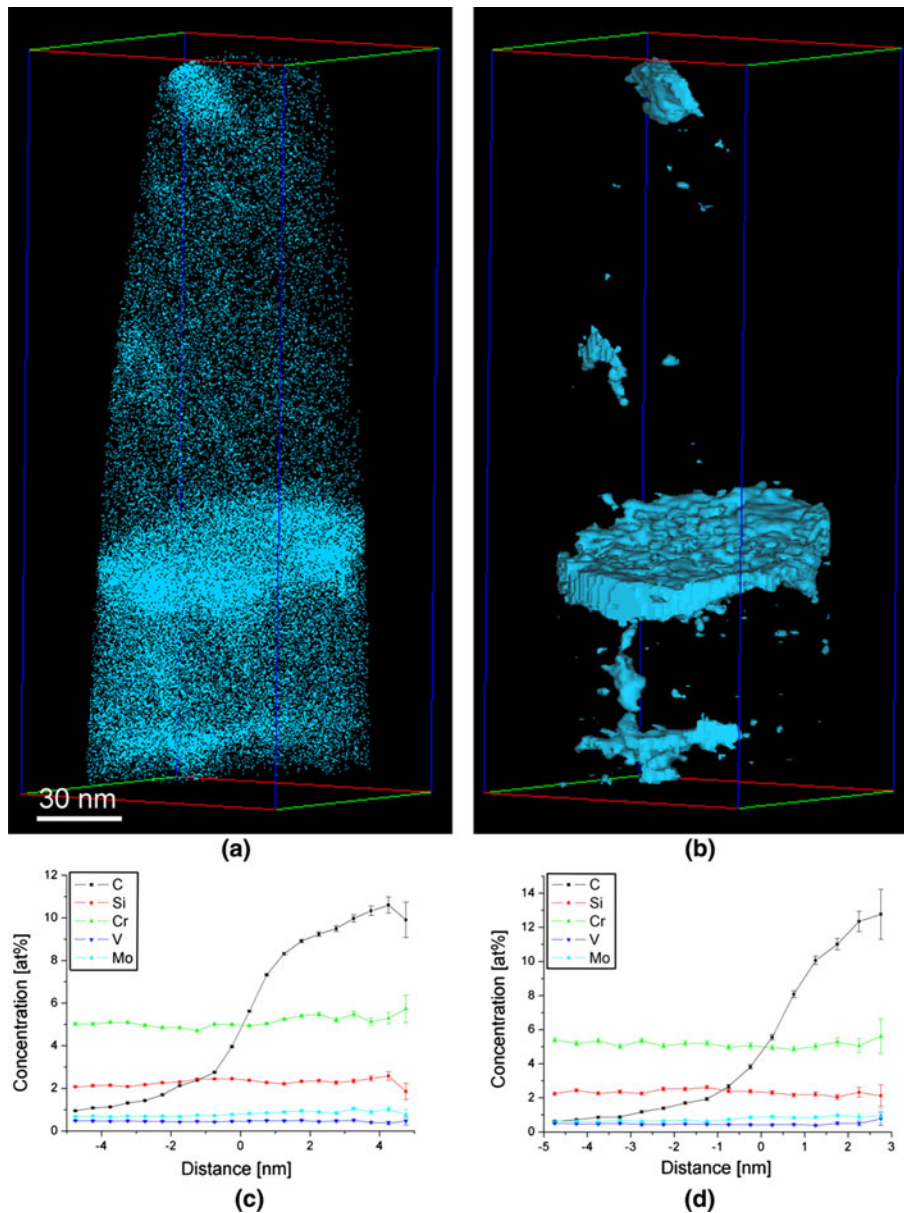 30 nm
(a)
(b)
C
Si
Cr
V
Mo
12
10
8
6
4
2
0
Concentration [at%]
-4
-2
0
2
4
Distance [nm]
(c)
C
Si
Cr
V
Mo
14
12
10
8
6
4
2
0
Concentration [at%]
-5
-4
-3
-2
-1
0
1
2
3
Distance [nm]
(d)